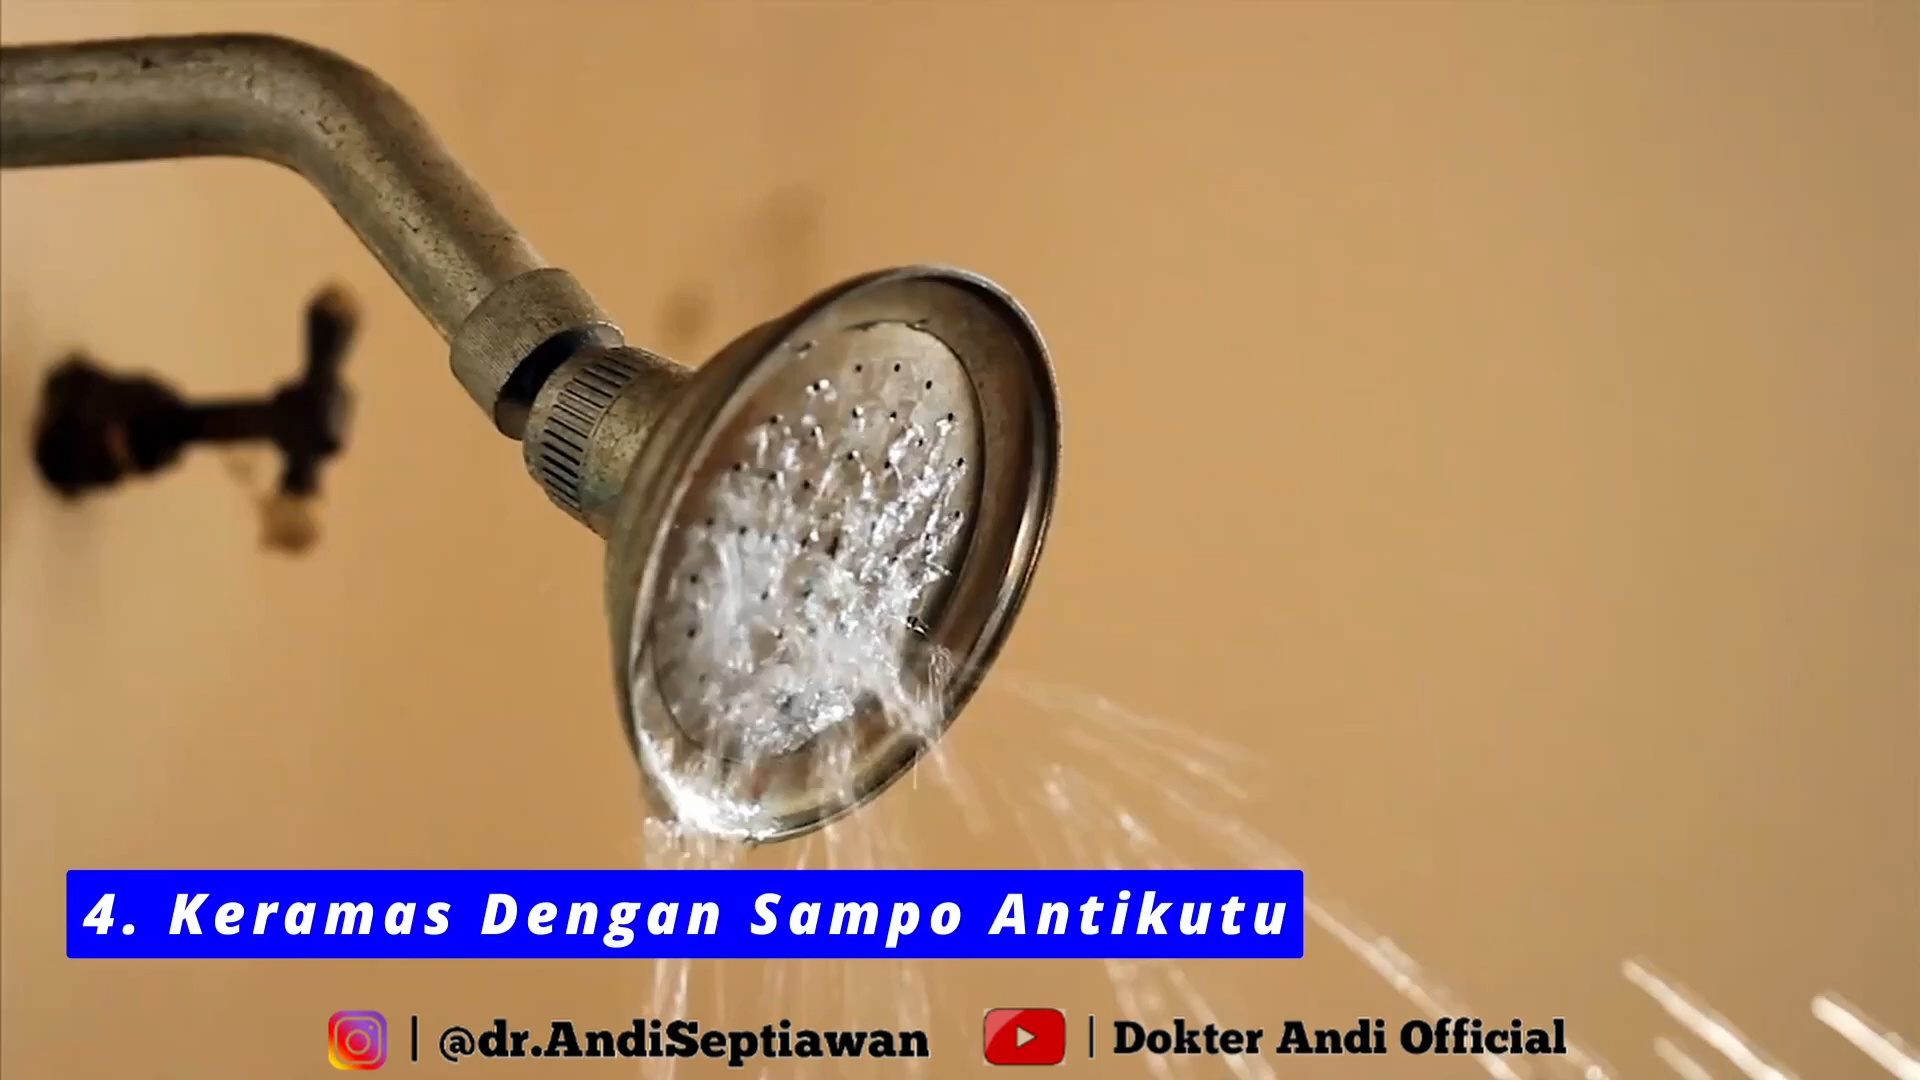 4. Keramas Dengan Sampo Antikutu
| @dr.AndiSeptiawan | Dokter Andi Official